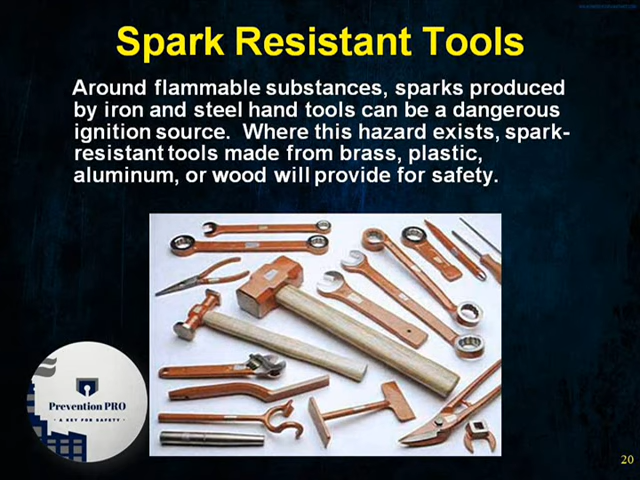 Spark Resistant Tools
Around flammable substances, sparks produced
by iron and steel hand tools can be a dangerous
ignition source.  Where this hazard exists, spark-
resistant tools made from brass, plastic,
aluminum, or wood will provide for safety.
Prevention PRO
- A KEY FOR SAFETY -
20